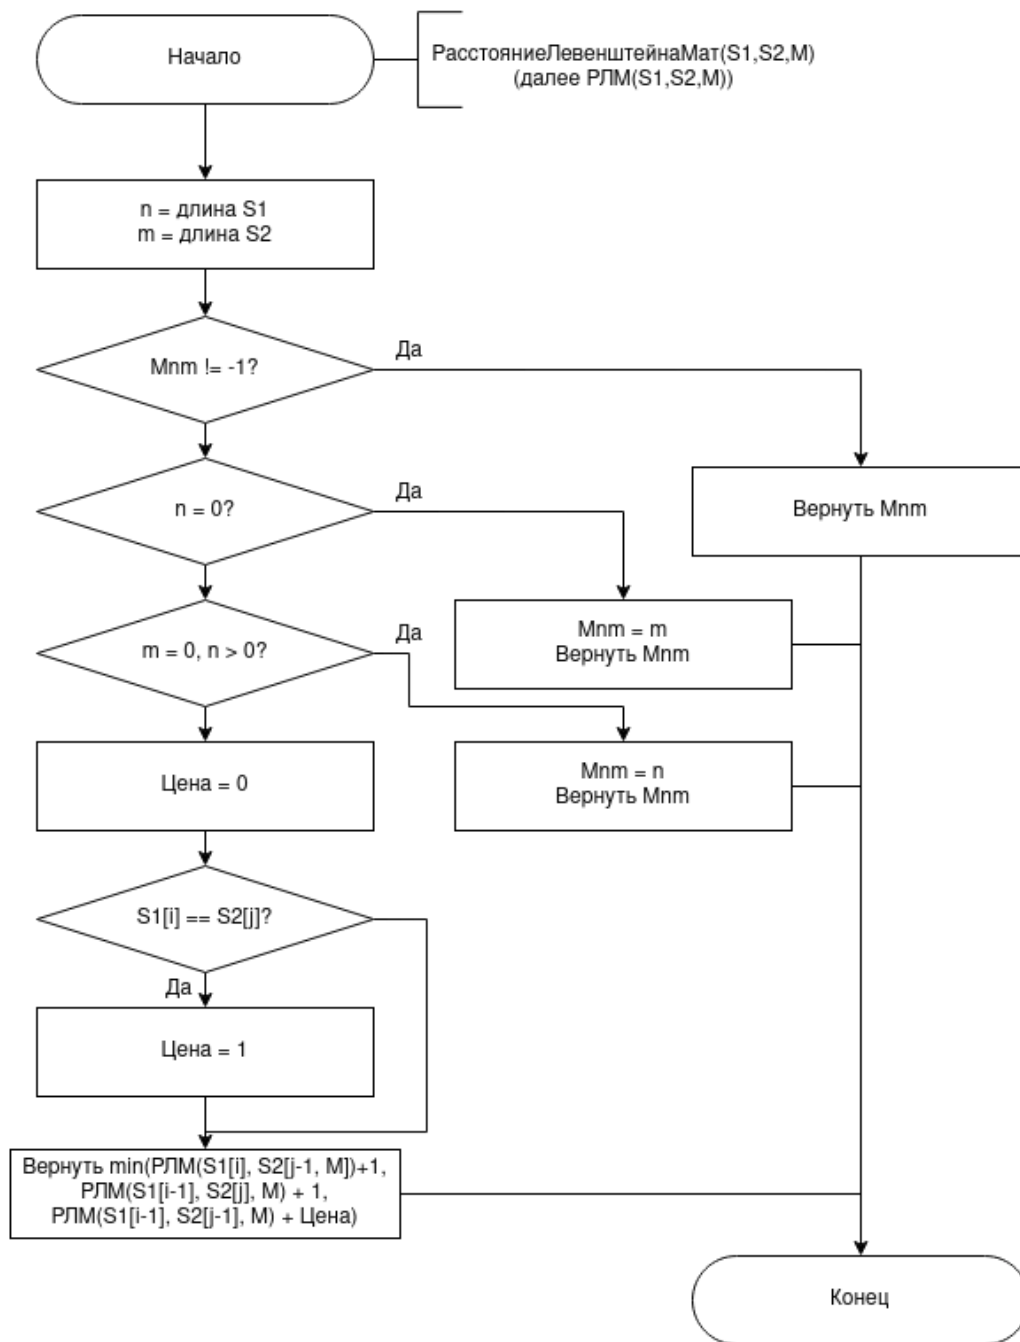 Начало
РасстояниеЛевенштейнаМат(S1,S2,M)
(далее РЛМ(S1,S2,M))
n = длина S1
m = длина S2
Mnm != -1?
Да
n = 0?
Да
Вернуть Mnm
m = 0, n > 0?
Да
Mnm = m
Вернуть Mnm
Цена = 0
Mnm = n
Вернуть Mnm
S1[i] == S2[j]?
Да
Цена = 1
Вернуть min(РЛМ(S1[i], S2[j-1, M])+1,
РЛМ(S1[i-1], S2[j], M) + 1,
РЛМ(S1[i-1], S2[j-1], M) + Цена)
Конец